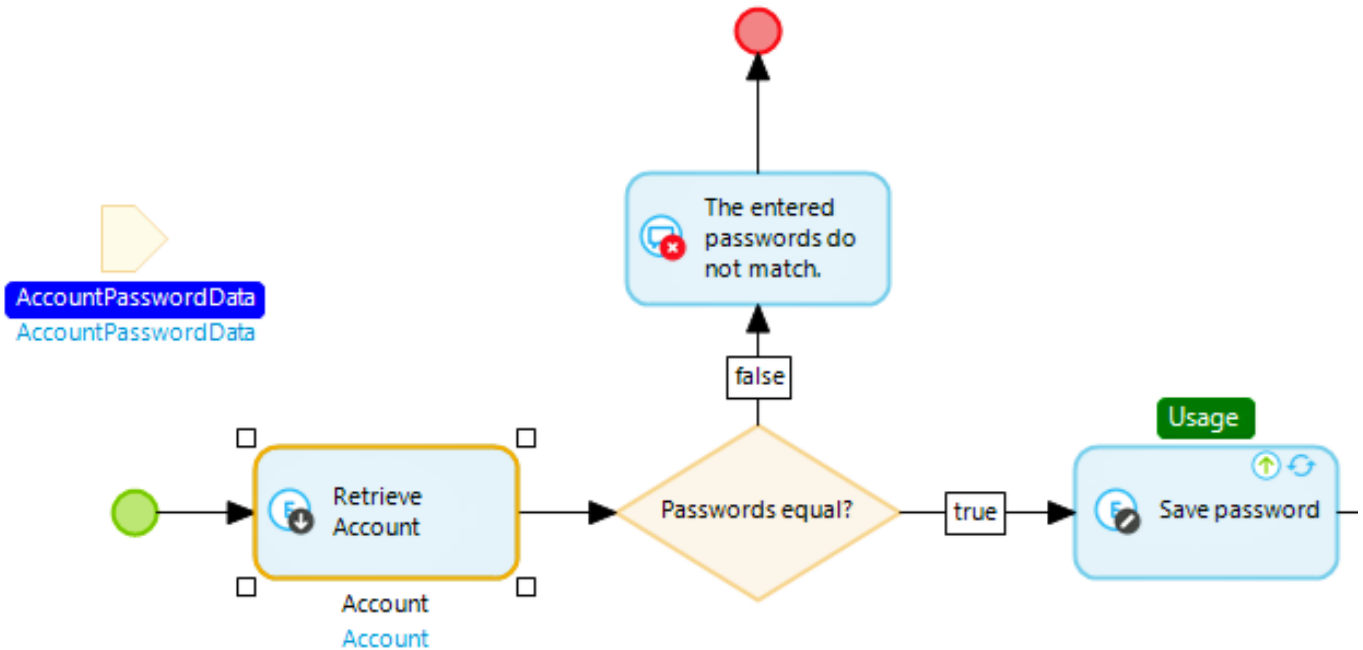 The entered
passwords do
not match.
AccountPasswordData
AccountPasswordData
false
Usage
Retrieve
Account
Passwords equal?
true
E
Save password
Account
Account